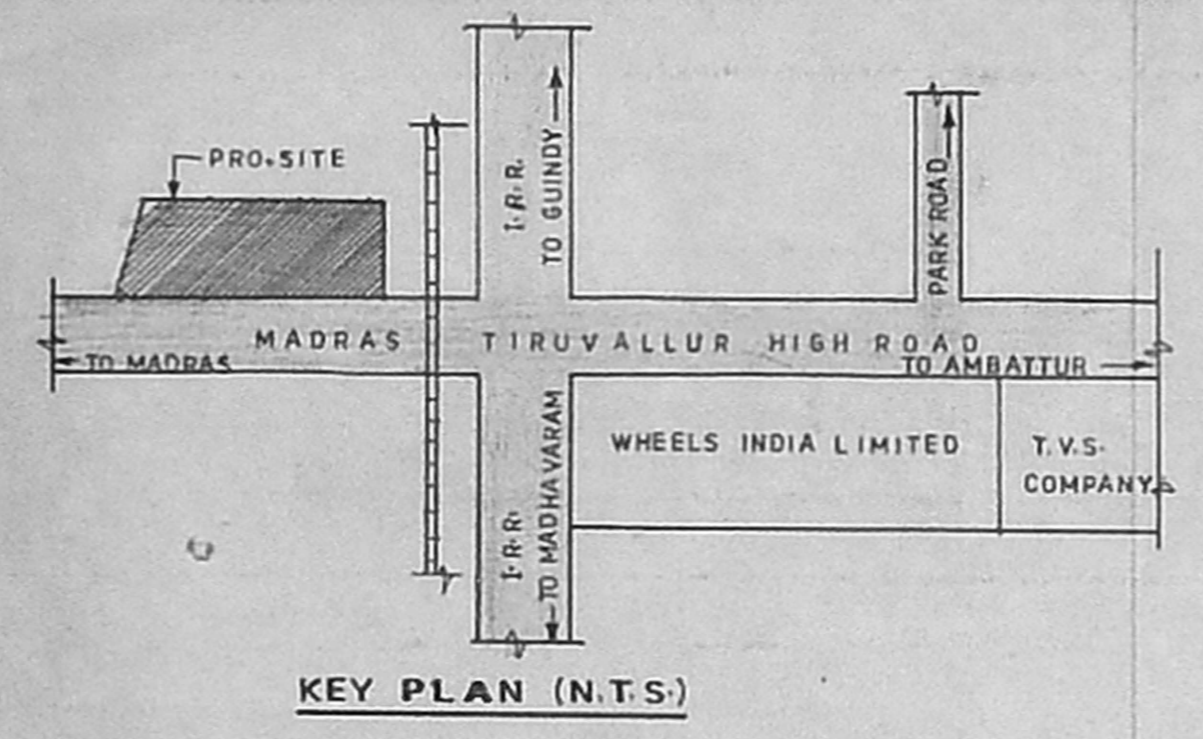 PRO.SITE
I.R.R.
TO GUINDY
PARK ROAD
MADRAS TIRUVALLUR HIGH ROAD
TO MADRAS
TO AMBATTUR
I.R.R.
TO MADHAVARAM
WHEELS INDIA LIMITED
T.V.S.
COMPANY
KEY PLAN (N.T.S.)